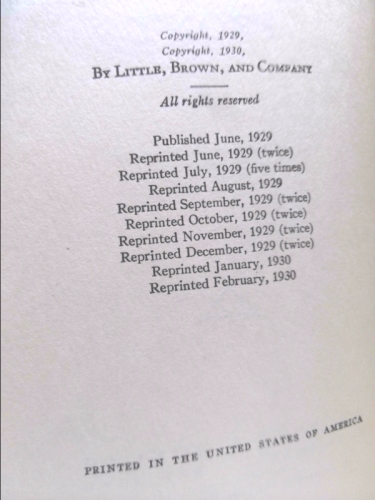 Copyright, 1929,
Copyright, 1930,
By Little, Brown, and Company
All rights reserved
Published June, 1929
Reprinted June, 1929 (twice)
Reprinted July, 1929 (five times)
Reprinted August, 1929
Reprinted September, 1929 (twice)
Reprinted October, 1929 (twice)
Reprinted November, 1929 (twice)
Reprinted December, 1929 (twice)
Reprinted January, 1930
Reprinted February, 1930
PRINTED IN THE UNITED STATES OF AMERICA